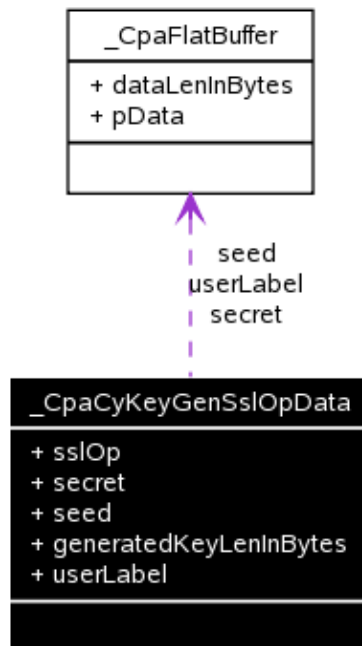 _CpaFlatBuffer
+ dataLenInBytes
+ pData
seed
userLabel
secret
_CpaCyKeyGenSslOpData
+ sslOp
+ secret
+ seed
+ generatedKeyLenInBytes
+ userLabel